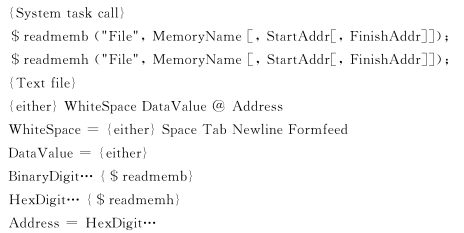 {System task call}
$readmemb ("File", MemoryName [, StartAddr[, FinishAddr]]);
$readmemh ("File", MemoryName [, StartAddr[, FinishAddr]]);
{Text file}
{either} WhiteSpace DataValue @ Address
WhiteSpace = {either} Space Tab Newline Formfeed
DataValue = {either}
BinaryDigit… {$readmemb}
HexDigit… {$readmemh}
Address = HexDigit…